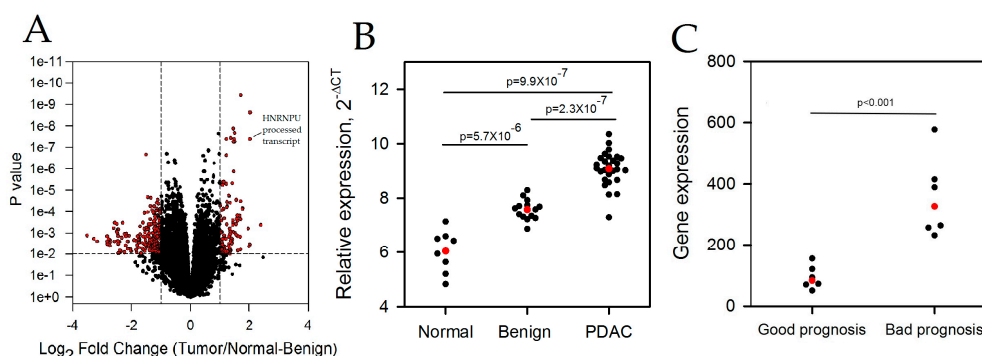 A
1e-11
1e-10
1e-9
1e-8
1e-7
1e-6
1e-5
1e-4
1e-3
1e-2
1e-1
1e+0
P value
HNRNPU
processed
transcript
-4
-2
0
2
4
Log2 Fold Change (Tumor/Normal-Benign)
B
12
10
8
6
4
Relative expression, 2^-ΔCT
p=9.9X10^-7
p=2.3X10^-7
p=5.7X10^-6
Normal
Benign
PDAC
C
800
600
400
200
0
Gene expression
p<0.001
Good prognosis
Bad prognosis